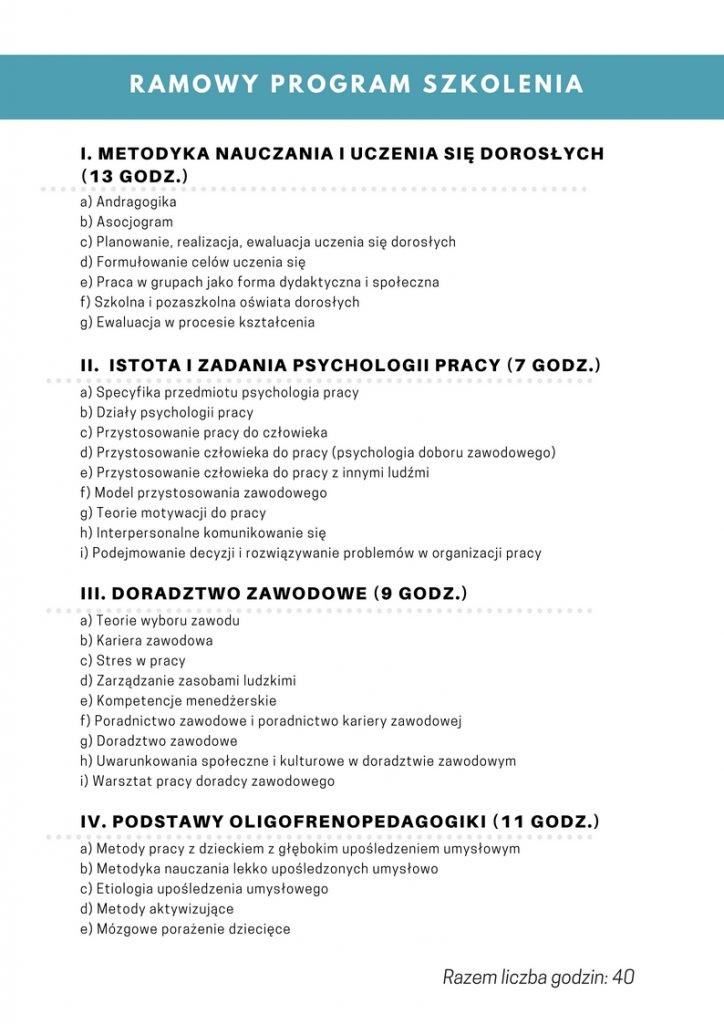 RAMOWY PROGRAM SZKOLENIA
I. METODYKA NAUCZANIA I UCZENIA SIĘ DOROSŁYCH
(13 GODZ.)
a) Andragogika
b) Asocjogram
c) Planowanie, realizacja, ewaluacja uczenia się dorosłych
d) Formułowanie celów uczenia się
e) Praca w grupach jako forma dydaktyczna i społeczna
f) Szkolna i pozaszkolna oświata dorosłych
g) Ewaluacja w procesie kształcenia
II. ISTOTA I ZADANIA PSYCHOLOGII PRACY (7 GODZ.)
a) Specyfika przedmiotu psychologia pracy
b) Działy psychologii pracy
c) Przystosowanie pracy do człowieka
d) Przystosowanie człowieka do pracy (psychologia doboru zawodowego)
e) Przystosowanie człowieka do pracy z innymi ludźmi
f) Model przystosowania zawodowego
g) Teorie motywacji do pracy
h) Interpersonalne komunikowanie się
i) Podejmowanie decyzji i rozwiązywanie problemów w organizacji pracy
III. DORADZTWO ZAWODOWE (9 GODZ.)
a) Teorie wyboru zawodu
b) Kariera zawodowa
c) Stres w pracy
d) Zarządzanie zasobami ludzkimi
e) Kompetencje menedżerskie
f) Poradnictwo zawodowe i poradnictwo kariery zawodowej
g) Doradztwo zawodowe
h) Uwarunkowania społeczne i kulturowe w doradztwie zawodowym
i) Warsztat pracy doradcy zawodowego
IV. PODSTAWY OLIGOFRENOPEDAGOGIKI (11 GODZ.)
a) Metody pracy z dzieckiem z głębokim upośledzeniem umysłowym
b) Metodyka nauczania lekko upośledzonych umysłowo
c) Etiologia upośledzenia umysłowego
d) Metody aktywizujące
e) Mózgowe porażenie dziecięce
Razem liczba godzin: 40